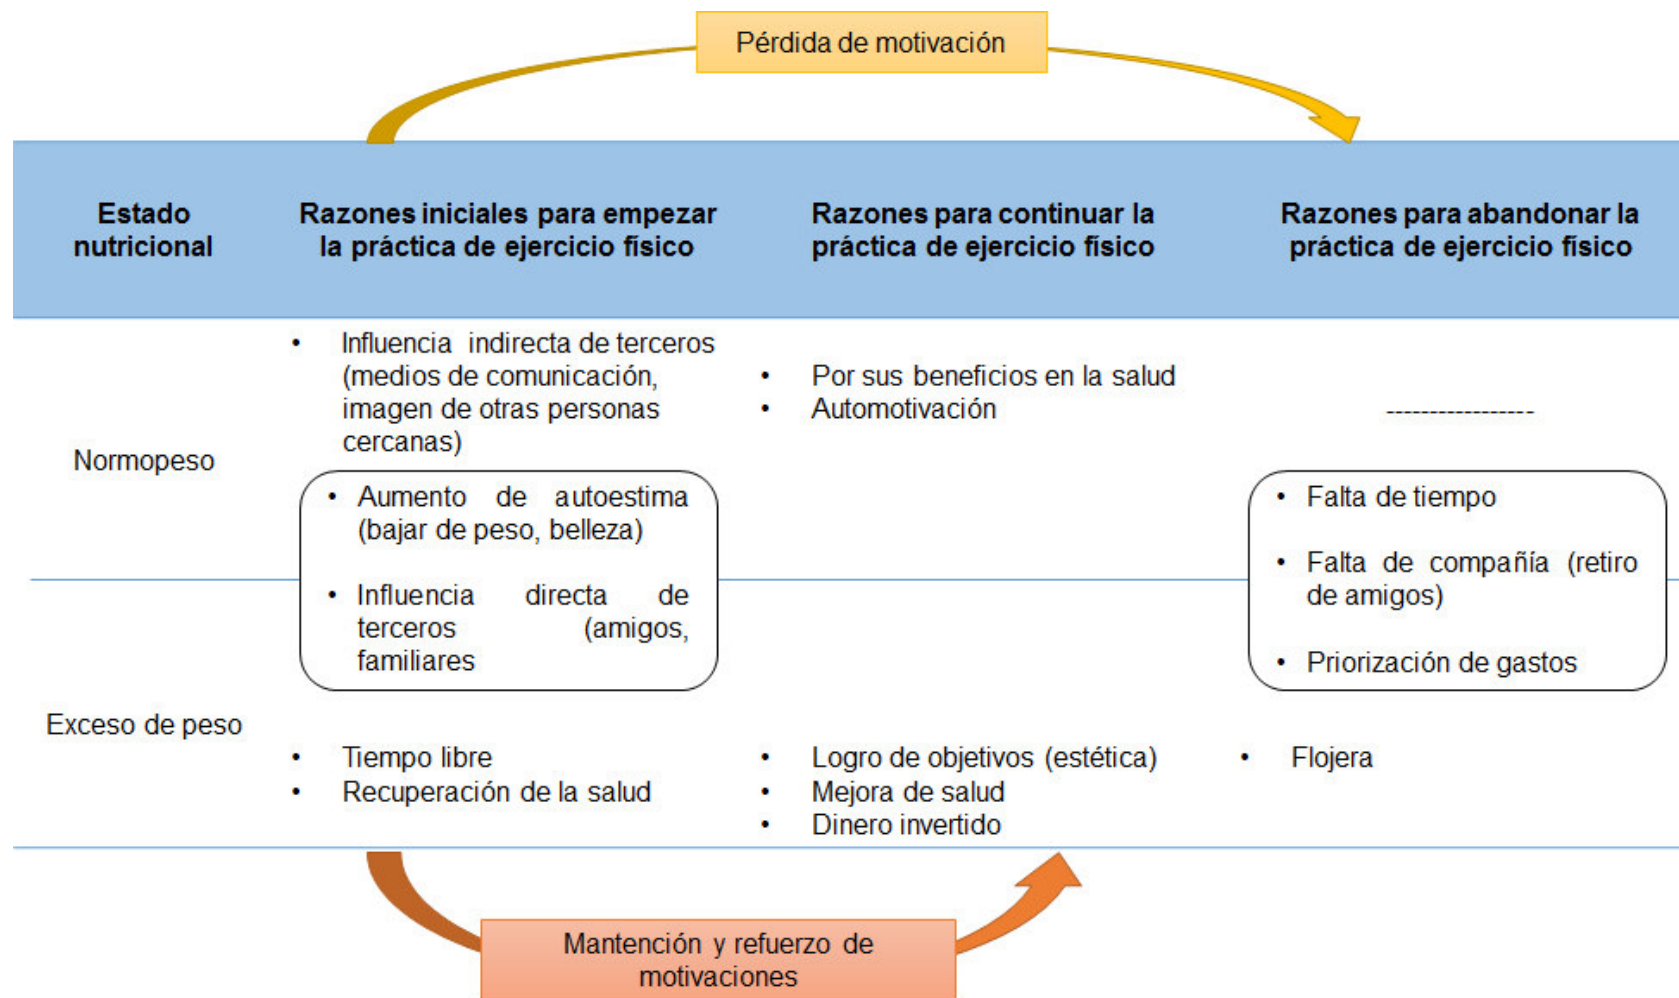 Pérdida de motivación
Estado
nutricional
Razones iniciales para empezar
la práctica de ejercicio físico
Razones para continuar la
práctica de ejercicio físico
Razones para abandonar la
práctica de ejercicio físico
Normopeso
• Influencia indirecta de terceros
(medios de comunicación,
imagen de otras personas
cercanas)
• Por sus beneficios en la salud
• Automotivación
-----------------
• Aumento de autoestima
(bajar de peso, belleza)
• Influencia directa de
terceros (amigos,
familiares
• Falta de tiempo
• Falta de compañía (retiro
de amigos)
• Priorización de gastos
Exceso de peso
• Tiempo libre
• Recuperación de la salud
• Logro de objetivos (estética)
• Mejora de salud
• Dinero invertido
• Flojera
Mantención y refuerzo de
motivaciones